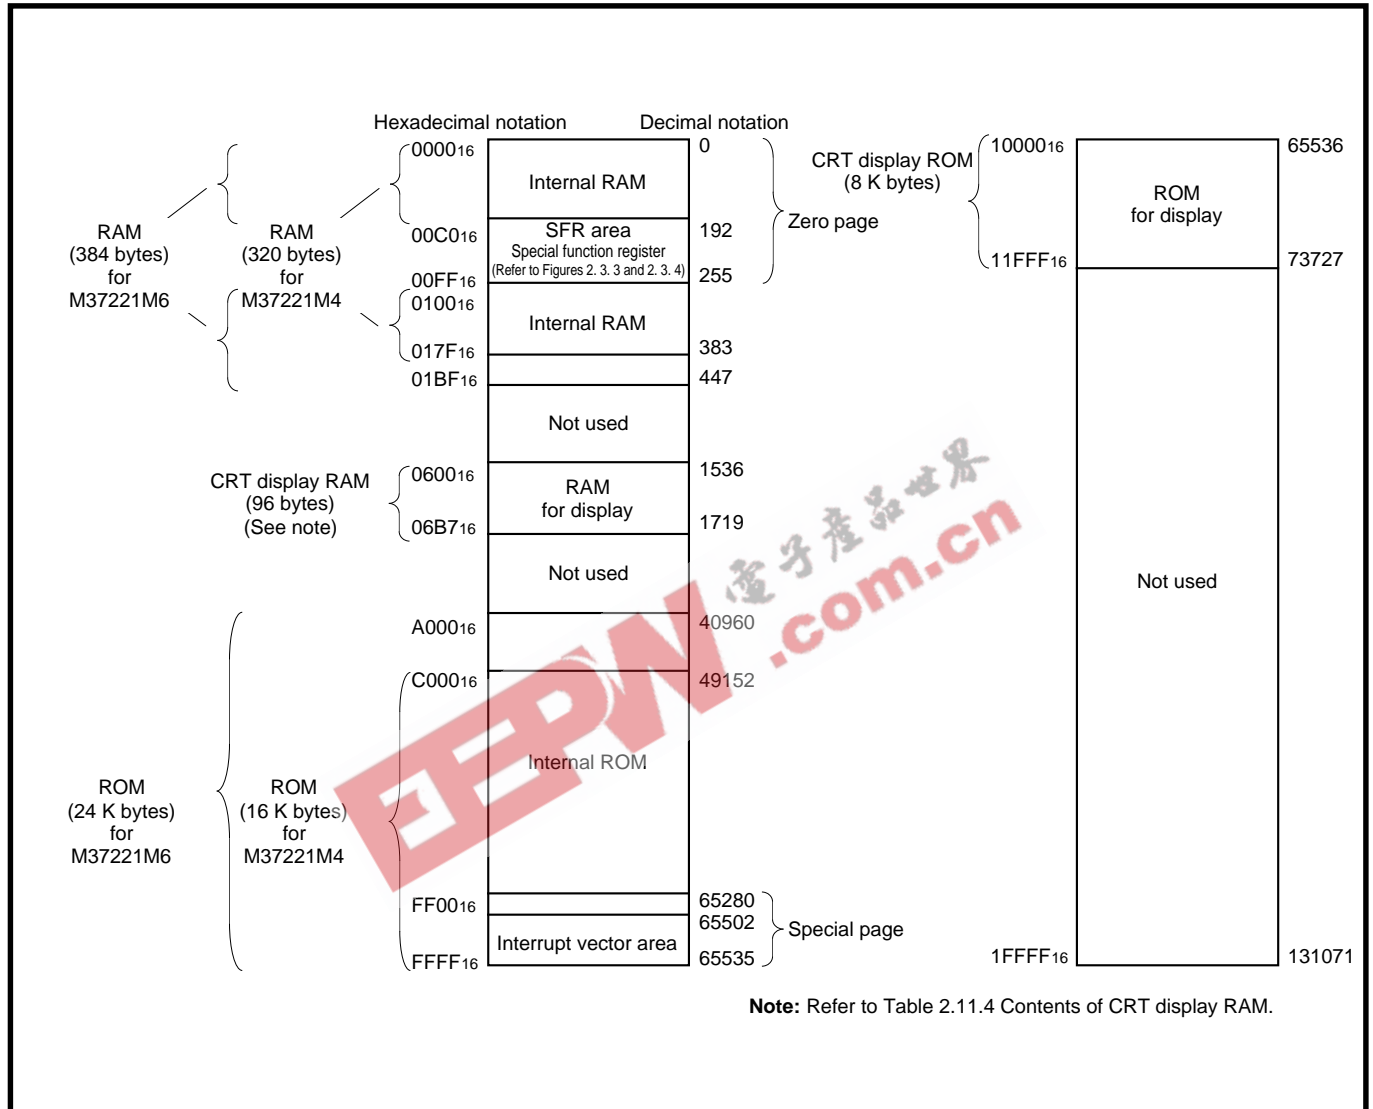 Hexadecimal notation
Decimal notation
000016
0
Internal RAM
RAM
(384 bytes)
for
M37221M6
RAM
(320 bytes)
for
M37221M4
00C016
SFR area
Special function register
(Refer to Figures 2. 3. 3 and 2. 3. 4)
192
00FF16
255
Zero page
010016
Internal RAM
017F16
383
01BF16
447
Not used
CRT display RAM
(96 bytes)
(See note)
060016
RAM
for display
1536
06B716
1719
Not used
A00016
40960
C00016
49152
Internal ROM
ROM
(24 K bytes)
for
M37221M6
ROM
(16 K bytes)
for
M37221M4
FF0016
65280
65502
Interrupt vector area
FFFF16
65535
Special page
CRT display ROM
(8 K bytes)
1000016
65536
ROM
for display
11FFF16
73727
Not used
1FFFF16
131071
EEPW
電子產品世界
.com.cn
Note: Refer to Table 2.11.4 Contents of CRT display RAM.